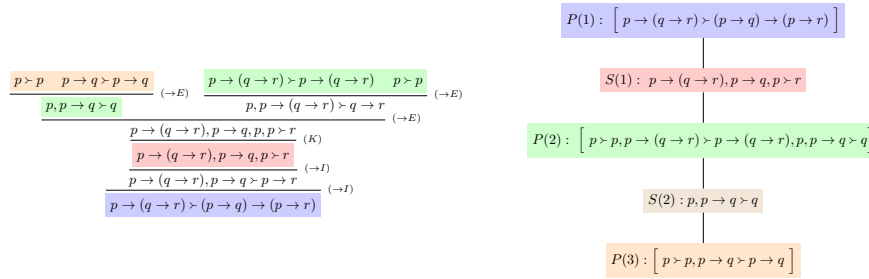 p ≻ p p → q ≻ p → q (→E) p → (q → r) ≻ p → (q → r) p ≻ p (→E)
p, p → q ≻ q p, p → (q → r) ≻ q → r (→E)
p → (q → r), p → q, p, p ≻ r (K)
p → (q → r), p → q, p ≻ r (→I)
p → (q → r), p → q ≻ p → r (→I)
p → (q → r) ≻ (p → q) → (p → r)
P(1) : [ p → (q → r) ≻ (p → q) → (p → r) ]
S(1) : p → (q → r), p → q, p ≻ r
P(2) : [ p ≻ p, p → (q → r) ≻ p → (q → r), p, p → q ≻ q ]
S(2) : p, p → q ≻ q
P(3) : [ p ≻ p, p → q ≻ p → q ]